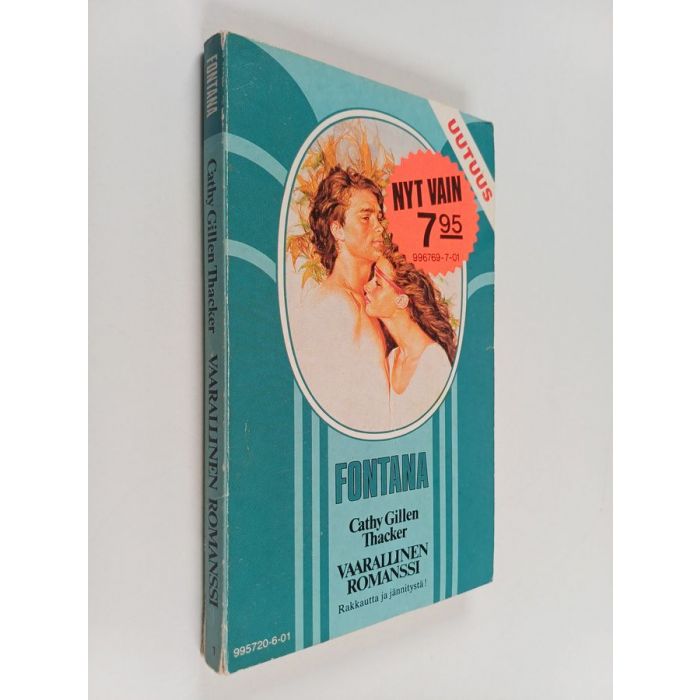 FONTANA
Cathy Gillen Thacker
VAARALLINEN ROMANSSI
1
UUTUUS
NYT VAIN
7 95
996769-7-01
FONTANA
Cathy Gillen
Thacker
VAARALLINEN
ROMANSSI
Rakkautta ja jännitystä!
995720-6-01